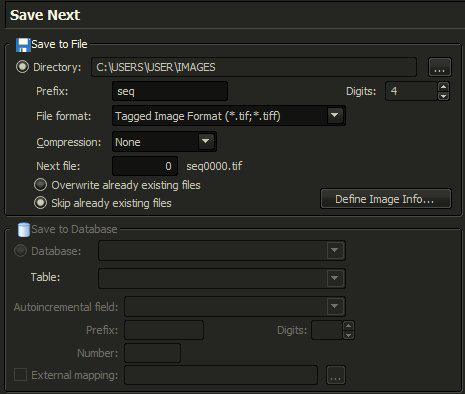 Save Next
Save to File
Directory: C:\USERS\USER\IMAGES ...
Prefix: seq Digits: 4
File format: Tagged Image Format (*.tif;*.tiff)
Compression: None
Next file: 0 seq0000.tif
Overwrite already existing files
Skip already existing files
Define Image Info...
Save to Database
Database:
Table:
Autoincremental field:
Prefix: Digits:
Number:
External mapping: ...